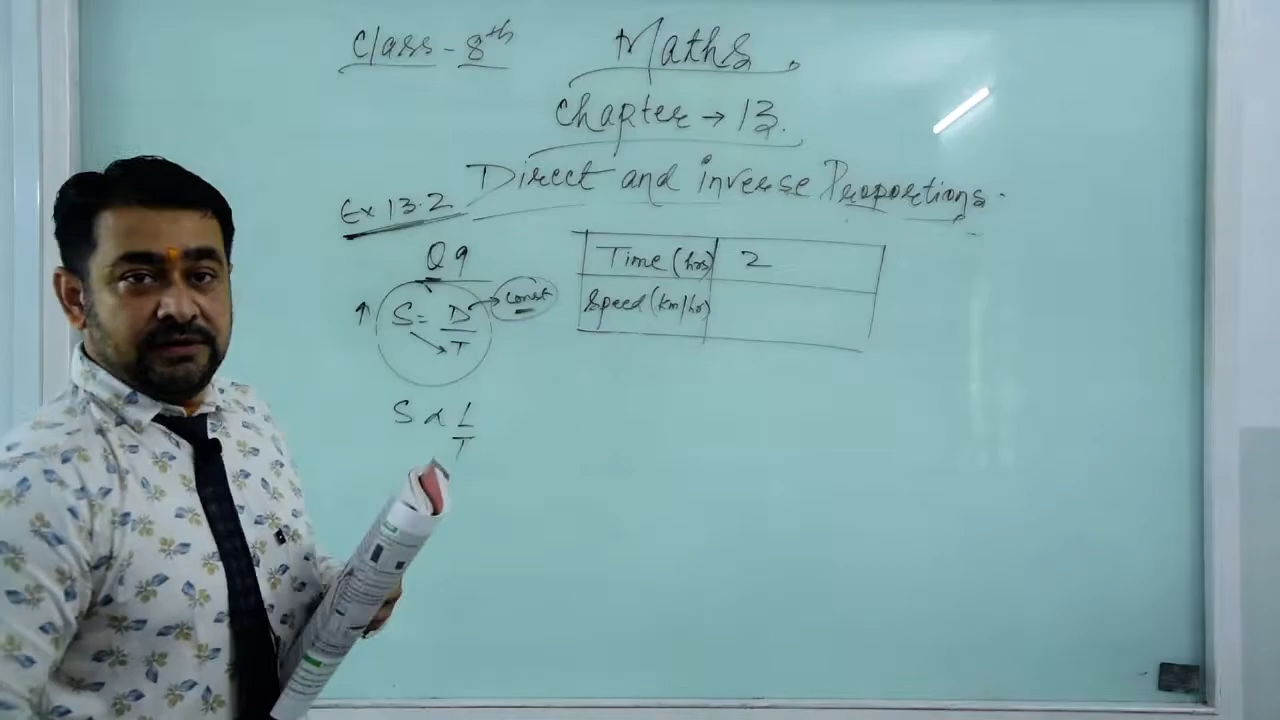 Class - 8th Maths.
Chapter → 13.
Direct and inverse Proportions.
Ex 13.2
Q 9
Time (hrs) 2
Speed (km/hr)
↑ S = D/T → Const
S α 1/T